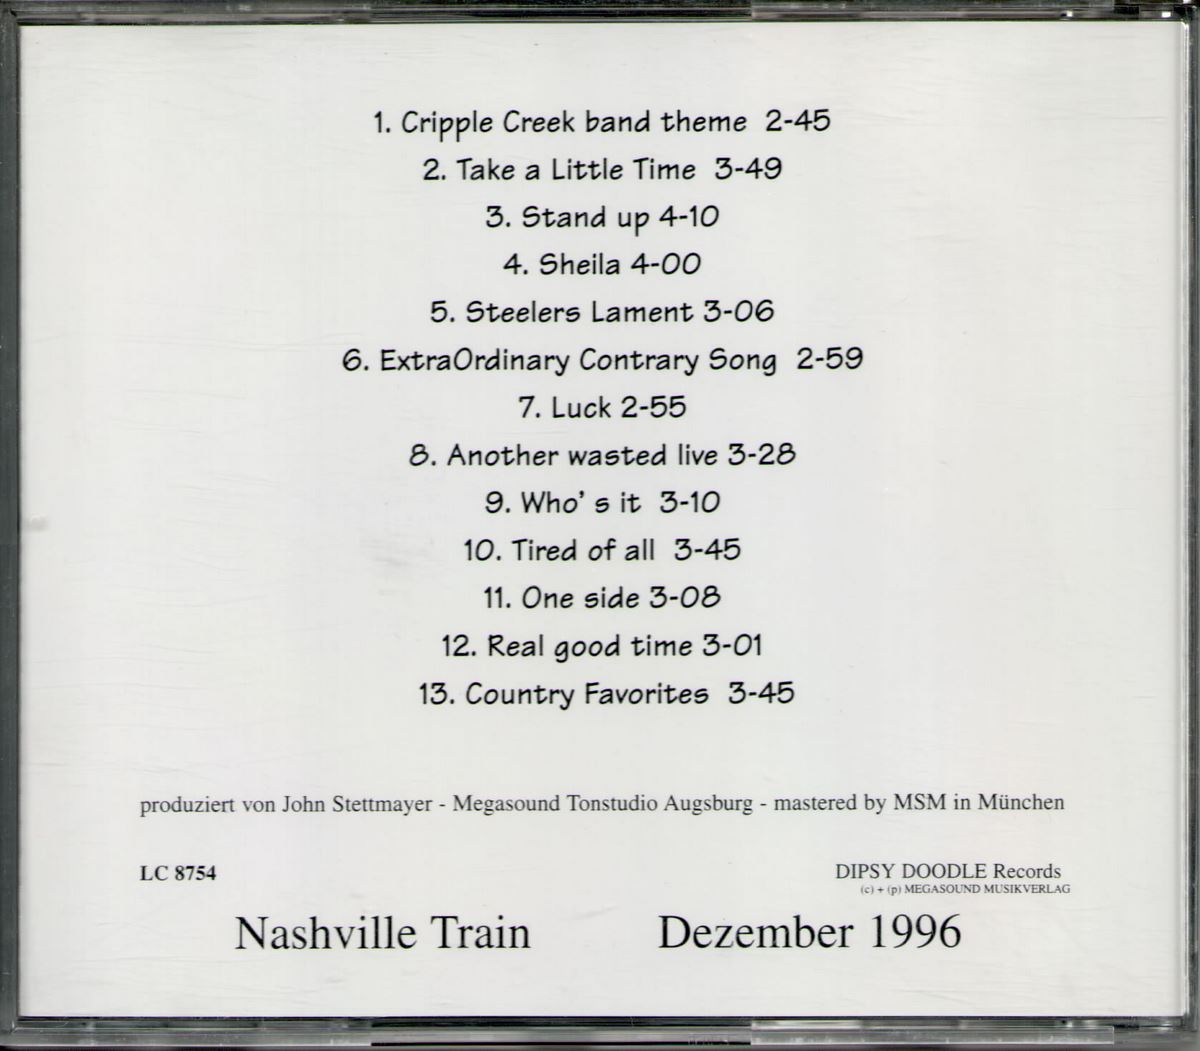 1. Cripple Creek band theme 2-45
2. Take a Little Time 3-49
3. Stand up 4-10
4. Sheila 4-00
5. Steelers Lament 3-06
6. ExtraOrdinary Contrary Song 2-59
7. Luck 2-55
8. Another wasted live 3-28
9. Who's it 3-10
10. Tired of all 3-45
11. One side 3-08
12. Real good time 3-01
13. Country Favorites 3-45
produziert von John Stettmayer - Megasound Tonstudio Augsburg - mastered by MSM in München
LC 8754
DIPSY DOODLE Records
(c) + (p) MEGASOUND MUSIKVERLAG
Nashville Train Dezember 1996